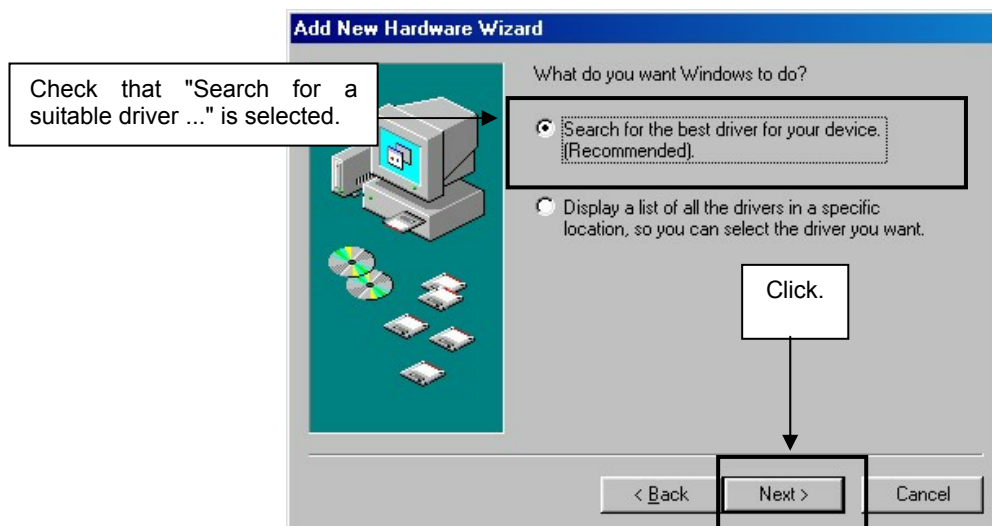 Add New Hardware Wizard
Check that "Search for a
suitable driver ..." is selected.
What do you want Windows to do?
Search for the best driver for your device.
(Recommended).
Display a list of all the drivers in a specific
location, so you can select the driver you want.
Click.
< Back
Next >
Cancel